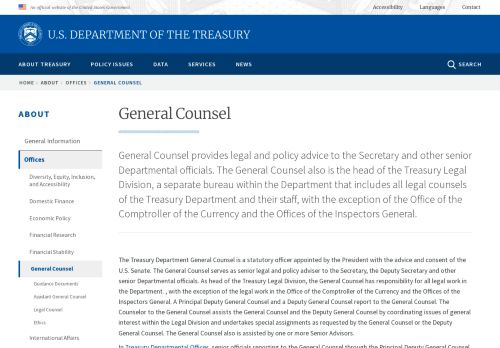 An official website of the United States Government
Accessibility
Languages
Contact
U.S. DEPARTMENT OF THE TREASURY
ABOUT TREASURY
POLICY ISSUES
DATA
SERVICES
NEWS
SEARCH
HOME › ABOUT › OFFICES › GENERAL COUNSEL
ABOUT
General Information
Offices
Diversity, Equity, Inclusion,
and Accessibility
Domestic Finance
Economic Policy
Financial Research
Financial Stability
General Counsel
Guidance Documents
Assistant General Counsel
Legal Counsel
Ethics
International Affairs
General Counsel
General Counsel provides legal and policy advice to the Secretary and other senior
Departmental officials. The General Counsel also is the head of the Treasury Legal
Division, a separate bureau within the Department that includes all legal counsels
of the Treasury Department and their staff, with the exception of the Office of the
Comptroller of the Currency and the Offices of the Inspectors General.
The Treasury Department General Counsel is a statutory officer appointed by the President with the advice and consent of the
U.S. Senate. The General Counsel serves as senior legal and policy adviser to the Secretary, the Deputy Secretary and other
senior Departmental officials. As head of the Treasury Legal Division, the General Counsel has responsibility for all legal work in
the Department. , with the exception of the legal work in the Office of the Comptroller of the Currency and the Offices of the
Inspectors General. A Principal Deputy General Counsel and a Deputy General Counsel report to the General Counsel. The
Counselor to the General Counsel assists the General Counsel and the Deputy General Counsel by coordinating issues of general
interest within the Legal Division and undertakes special assignments as requested by the General Counsel or the Deputy
General Counsel. The General Counsel also is assisted by one or more Senior Advisors.
In Treasury Departmental Offices, senior officials reporting to the General Counsel through the Principal Deputy General Counsel